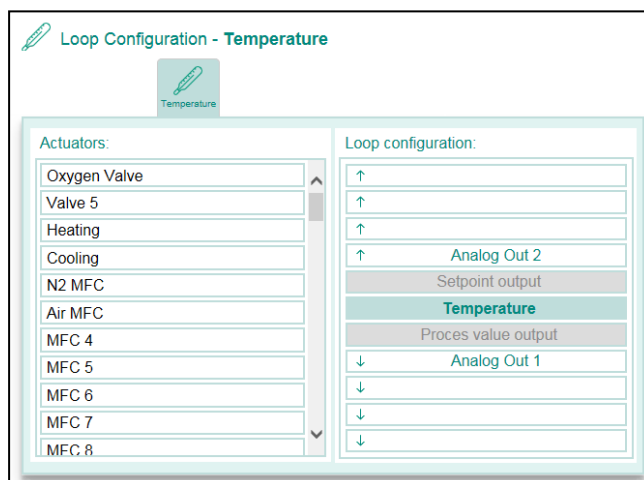 Loop Configuration - Temperature
Temperature
Actuators:
Oxygen Valve
Valve 5
Heating
Cooling
N2 MFC
Air MFC
MFC 4
MFC 5
MFC 6
MFC 7
MFC 8
Loop configuration:
↑
↑
↑
↑ Analog Out 2
Setpoint output
Temperature
Proces value output
↓ Analog Out 1
↓
↓
↓